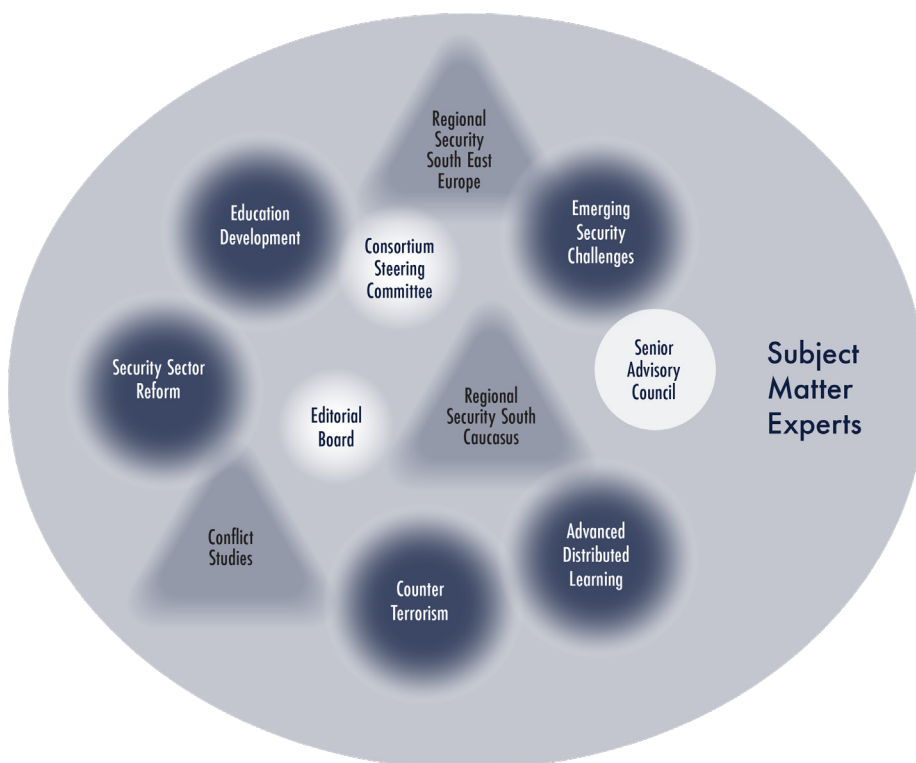 Regional
Security
South East
Europe
Education
Development
Emerging
Security
Challenges
Consortium
Steering
Committee
Security Sector
Reform
Senior
Advisory
Council
Subject
Matter
Experts
Editorial
Board
Regional
Security South
Caucasus
Conflict
Studies
Advanced
Distributed
Learning
Counter
Terrorism